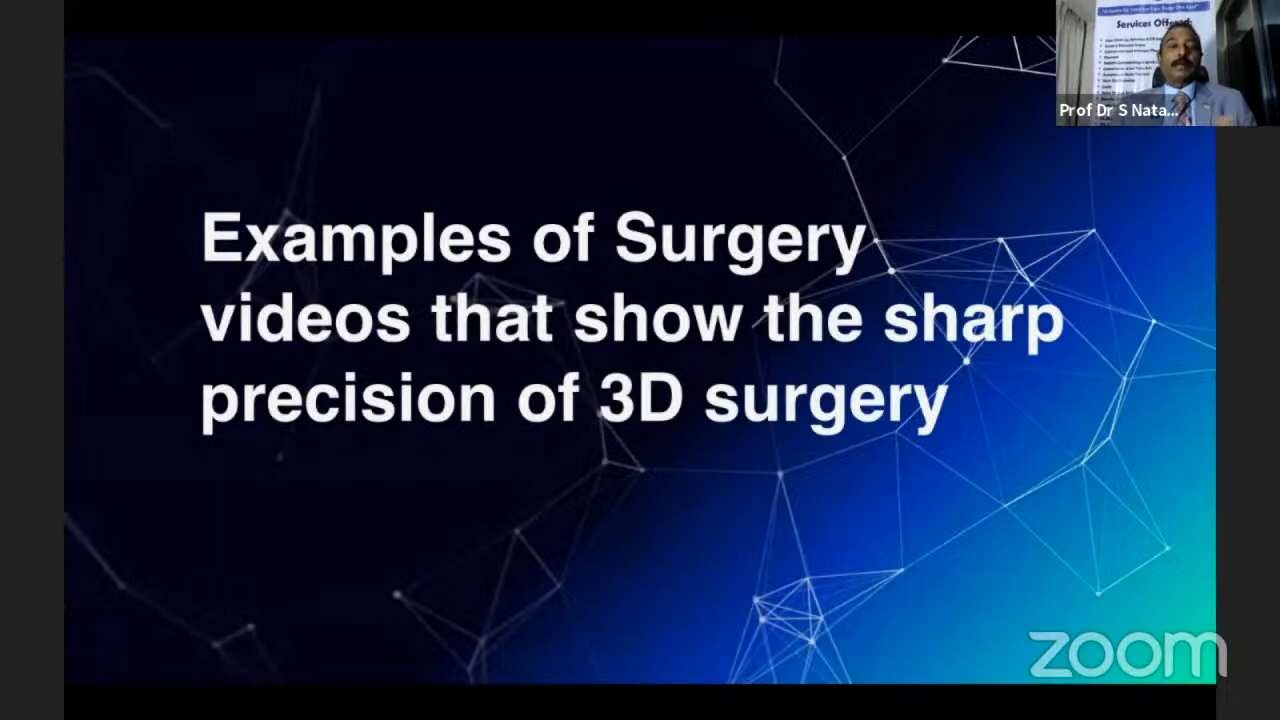 Services Offered:
Prof Dr S Nata...
Examples of Surgery
videos that show the sharp
precision of 3D surgery
zoom